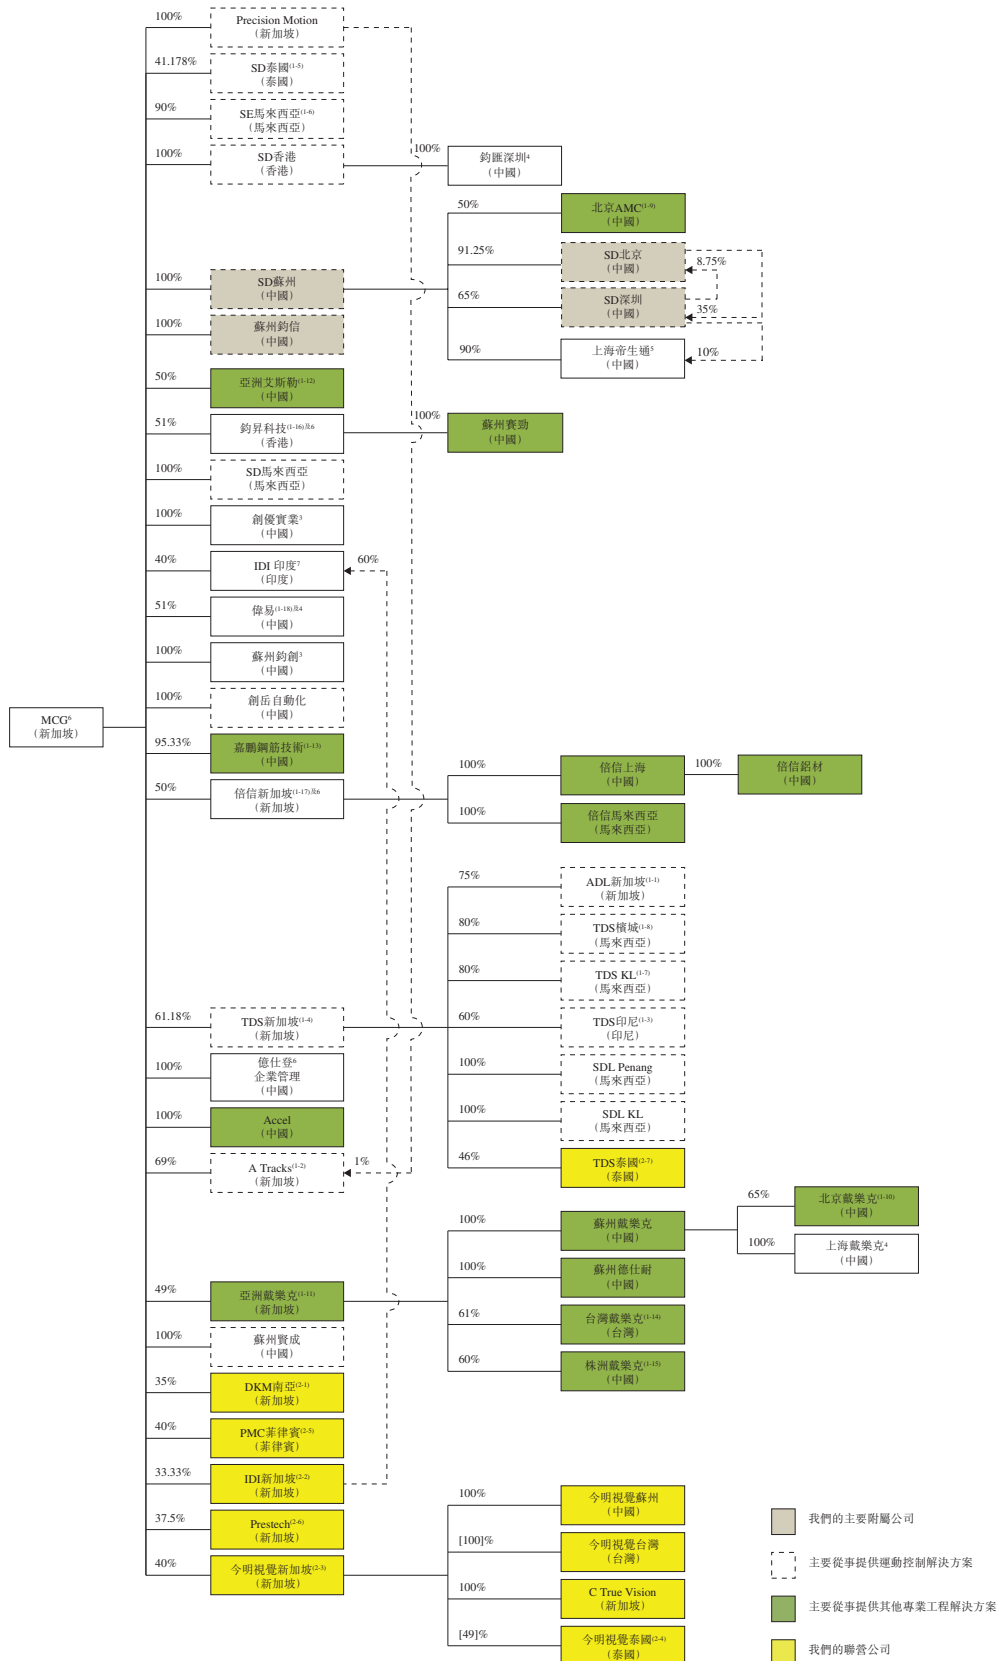 100%
Precision Motion
(新加坡)
41.178%
SD泰國(1-5)
(泰國)
90%
SE馬來西亞(1-6)
(馬來西亞)
100%
SD香港
(香港)
100%
鈞匯深圳4
(中國)
50%
北京AMC(1-9)
(中國)
91.25%
SD北京
(中國)
8.75%
100%
SD蘇州
(中國)
65%
SD深圳
(中國)
35%
100%
蘇州鈞信
(中國)
90%
上海帝生通5
(中國)
10%
50%
亞洲艾斯勒(1-12)
(中國)
51%
鈞昇科技(1-16)及6
(香港)
100%
蘇州賽勁
(中國)
100%
SD馬來西亞
(馬來西亞)
100%
創優實業3
(中國)
40%
IDI 印度7
(印度)
60%
51%
偉易(1-18)及4
(中國)
100%
蘇州鈞創3
(中國)
100%
創岳自動化
(中國)
MCG6
(新加坡)
95.33%
嘉鵬鋼筋技術(1-13)
(中國)
50%
倍信新加坡(1-17)及6
(新加坡)
100%
倍信上海
(中國)
100%
倍信鋁材
(中國)
100%
倍信馬來西亞
(馬來西亞)
75%
ADL新加坡(1-1)
(新加坡)
80%
TDS檳城(1-8)
(馬來西亞)
80%
TDS KL(1-7)
(馬來西亞)
61.18%
TDS新加坡(1-4)
(新加坡)
60%
TDS印尼(1-3)
(印尼)
100%
億仕登6
企業管理
(中國)
100%
SDL Penang
(馬來西亞)
100%
Accel
(中國)
100%
SDL KL
(馬來西亞)
69%
A Tracks(1-2)
(新加坡)
1%
46%
TDS泰國(2-7)
(泰國)
100%
蘇州戴樂克
(中國)
65%
北京戴樂克(1-10)
(中國)
100%
上海戴樂克4
(中國)
100%
蘇州德仕耐
(中國)
49%
亞洲戴樂克(1-11)
(新加坡)
61%
台灣戴樂克(1-14)
(台灣)
100%
蘇州賢成
(中國)
60%
株洲戴樂克(1-15)
(中國)
35%
DKM南亞(2-1)
(新加坡)
40%
PMC菲律賓(2-5)
(菲律賓)
33.33%
IDI新加坡(2-2)
(新加坡)
100%
今明視覺蘇州
(中國)
37.5%
Prestech(2-6)
(新加坡)
[100]%
今明視覺台灣
(台灣)
40%
今明視覺新加坡(2-3)
(新加坡)
100%
C True Vision
(新加坡)
[49]%
今明視覺泰國(2-4)
(泰國)
我們的主要附屬公司
主要從事提供運動控制解決方案
主要從事提供其他專業工程解決方案
我們的聯營公司